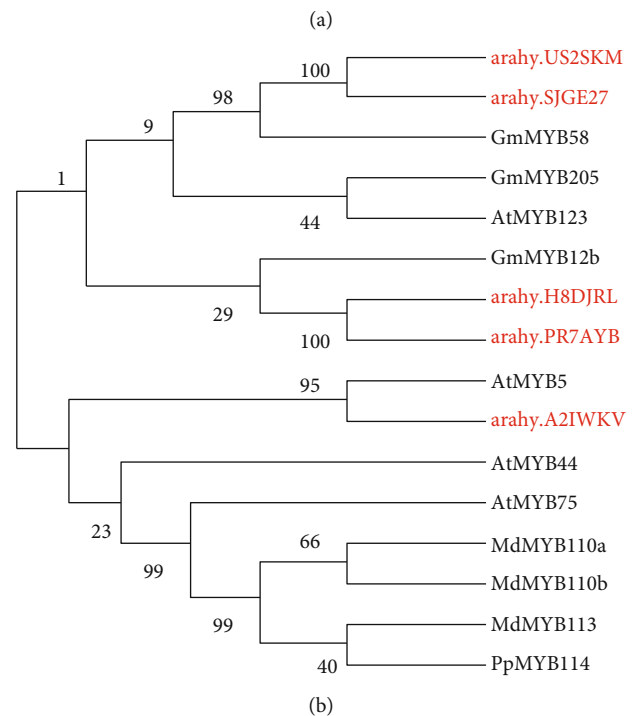 (a)
arahy.US2SKM
100
arahy.SJGE27
98
9
GmMYB58
1
GmMYB205
44
AtMYB123
GmMYB12b
29
arahy.H8DJRL
100
arahy.PR7AYB
95
AtMYB5
arahy.A2IWKV
AtMYB44
23
AtMYB75
99
66
MdMYB110a
MdMYB110b
99
MdMYB113
40
PpMYB114
(b)